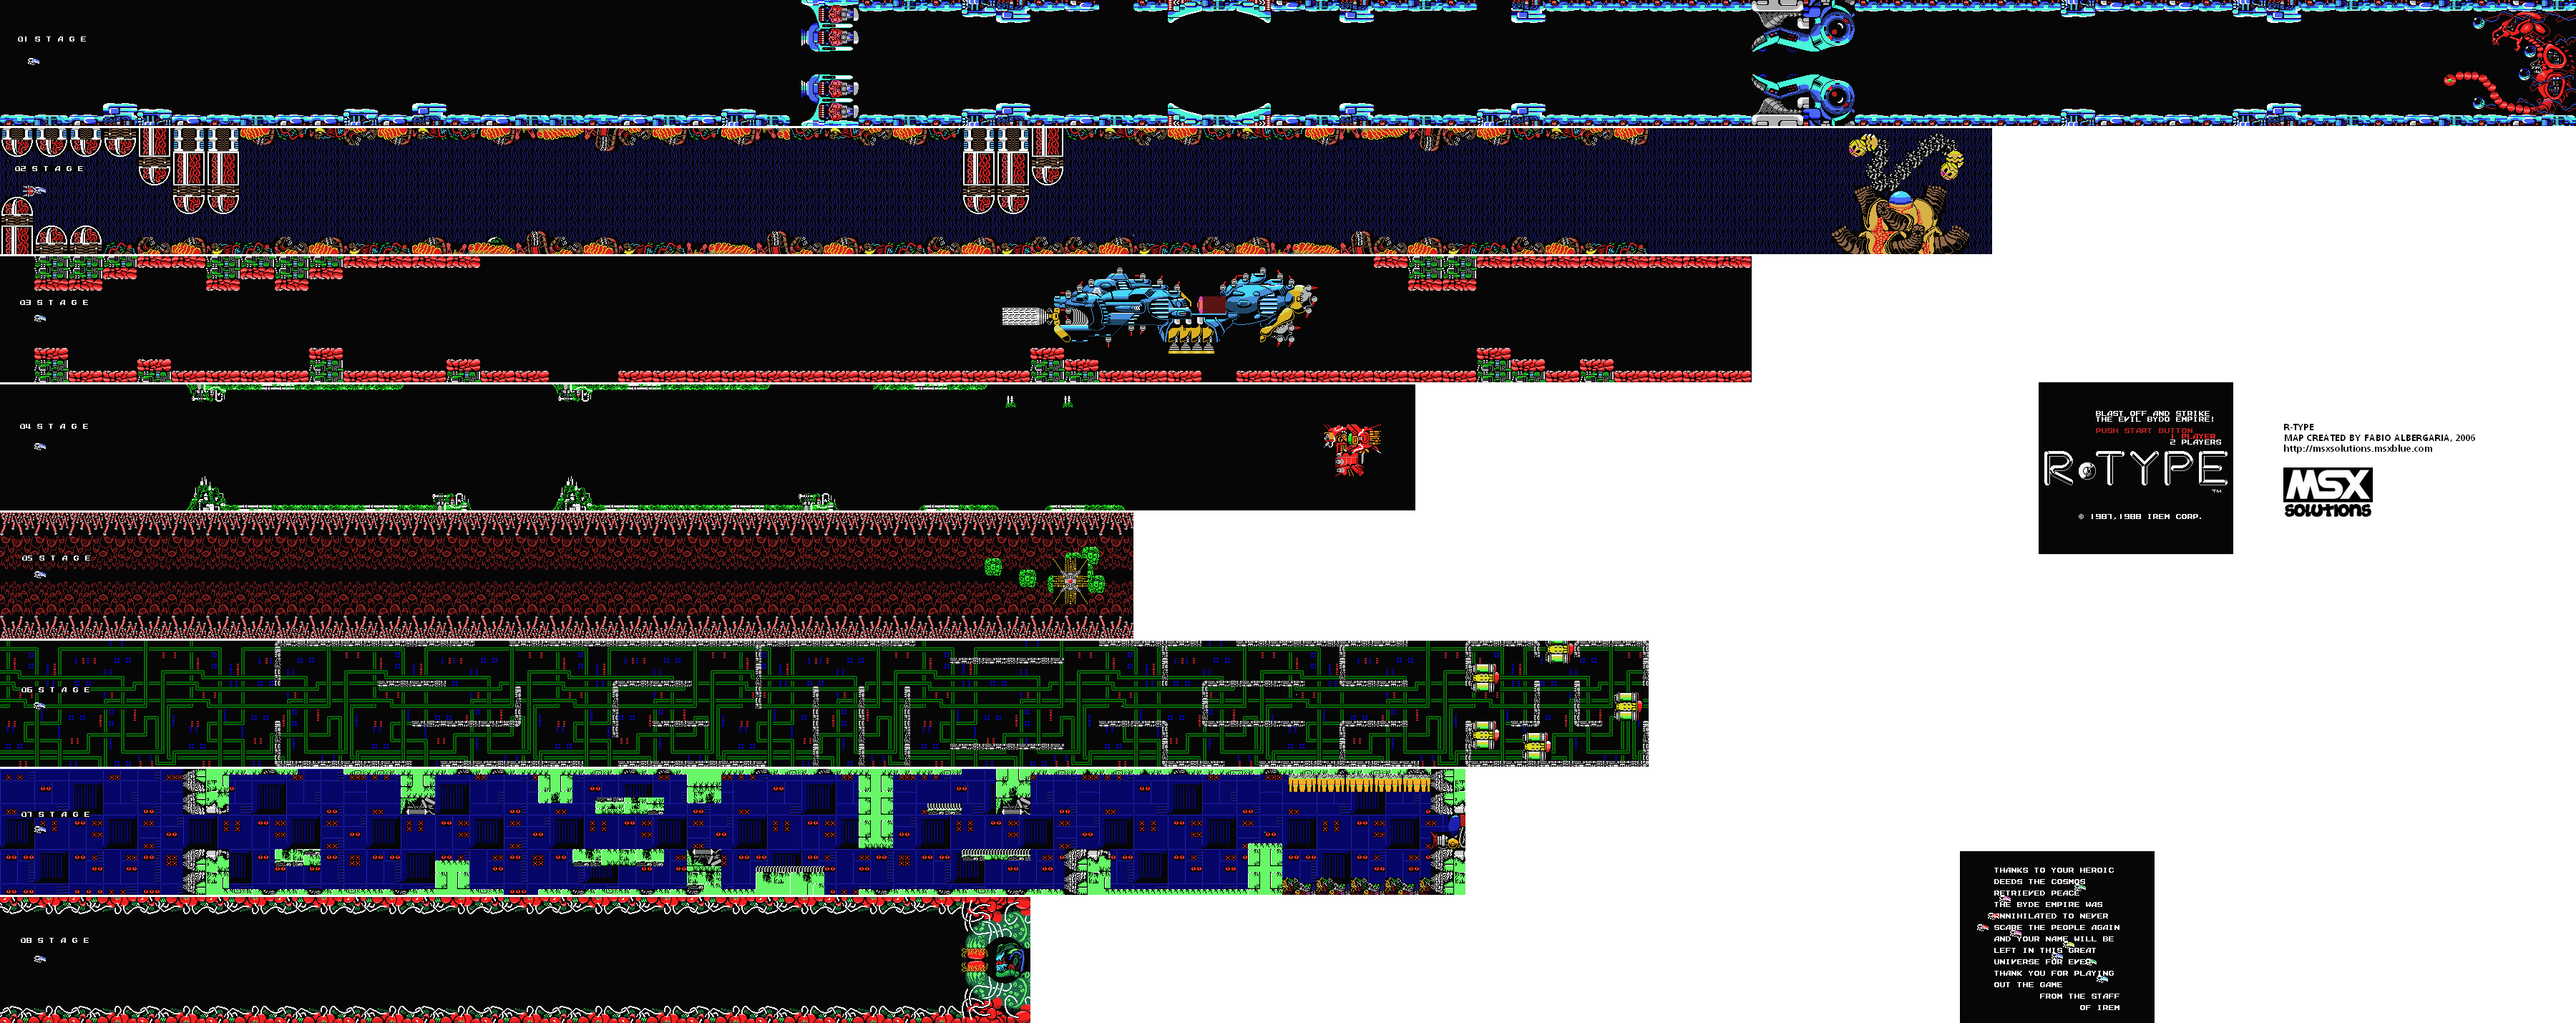 01 STAGE
02 STAGE
03 STAGE
04 STAGE
BLAST OFF AND STRIKE
THE EVIL BYDO EMPIRE!
PUSH START BUTTON
1 PLAYER
2 PLAYERS
R-TYPE
TM
© 1987,1988 IREM CORP.
R-TYPE
MAP CREATED BY FABIO ALBERGARIA, 2006
http://msxsolutions.msxblue.com
MSX
SOLUTIONS
05 STAGE
06 STAGE
07 STAGE
08 STAGE
THANKS TO YOUR HEROIC
DEEDS THE COSMOS
RETRIEVED PEACE
THE BYDE EMPIRE WAS
ANNIHILATED TO NEVER
SCARE THE PEOPLE AGAIN
AND YOUR NAME WILL BE
LEFT IN THIS GREAT
UNIVERSE FOR EVER
THANK YOU FOR PLAYING
OUT THE GAME
FROM THE STAFF
OF IREM